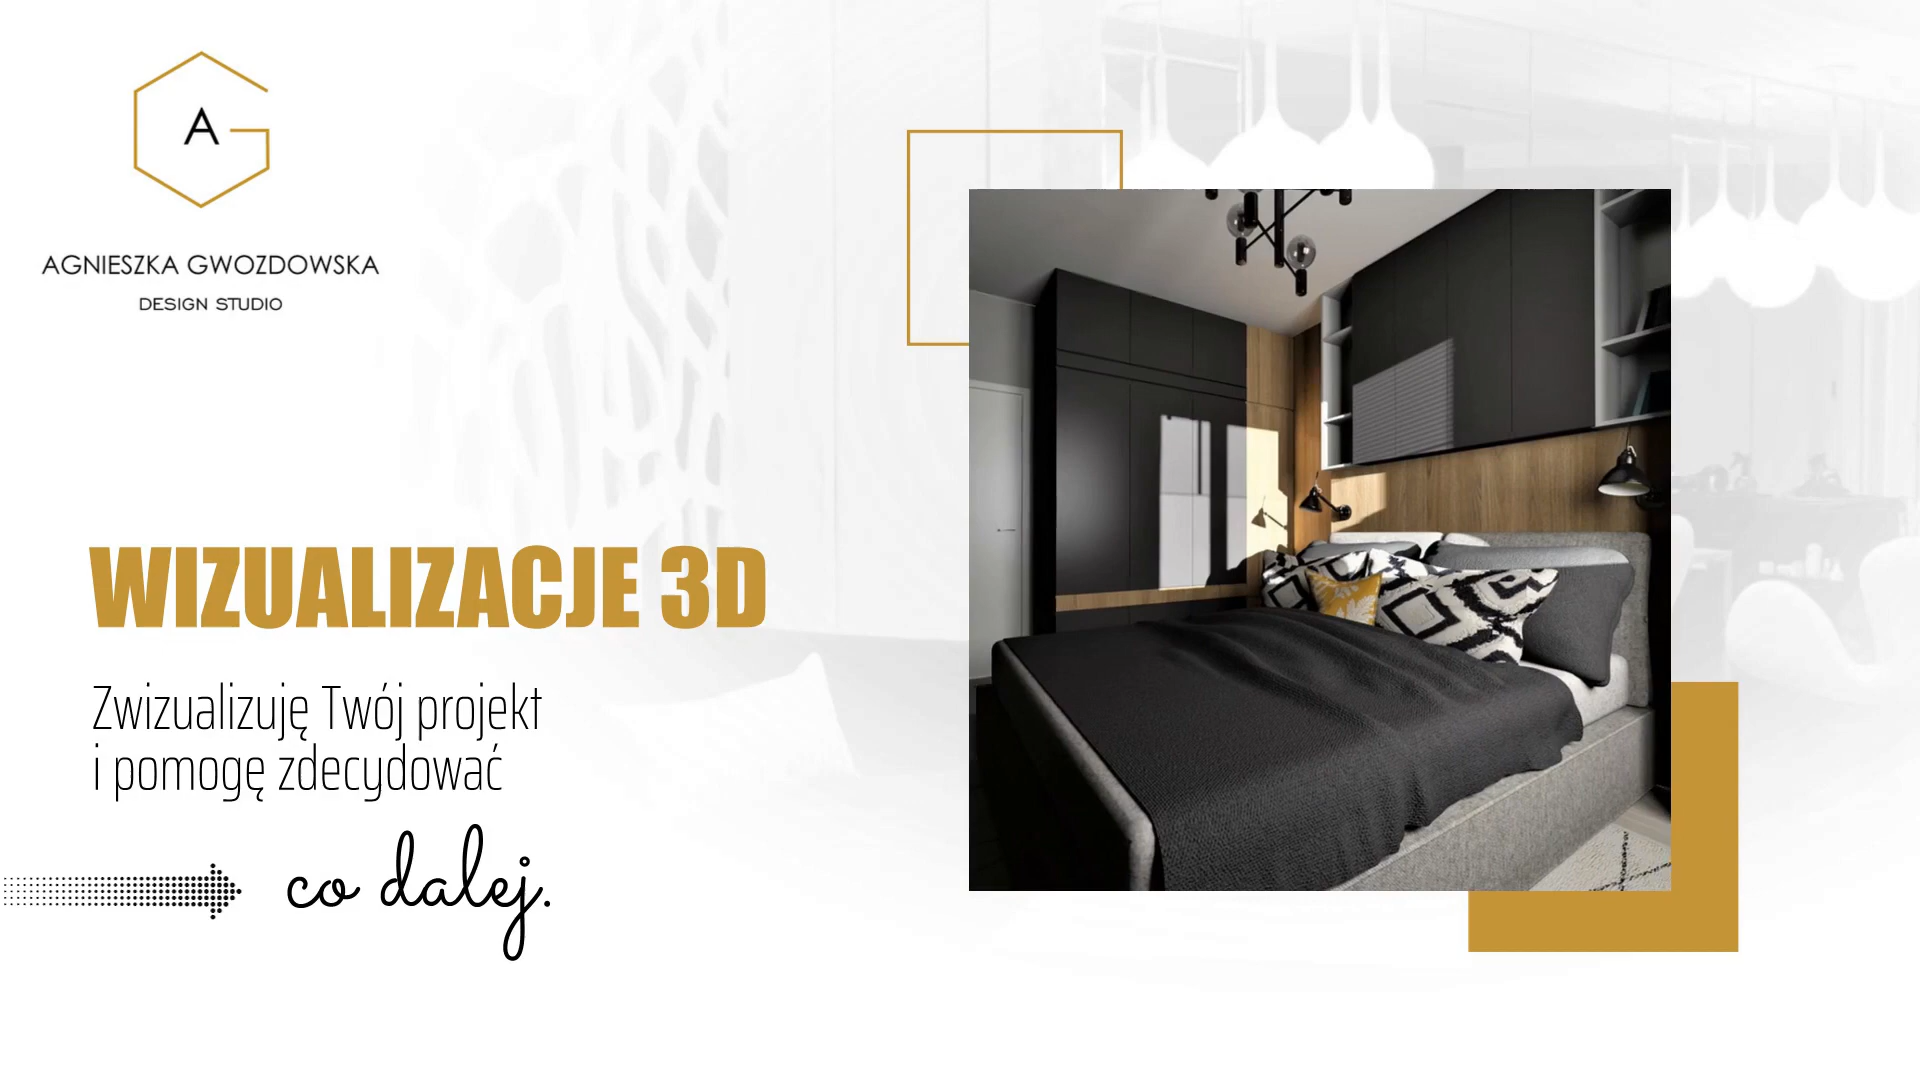 A G
AGNIESZKA GWOZDOWSKA
DESIGN STUDIO
WIZUALIZACJE 3D
Zwizualizuję Twój projekt
i pomogę zdecydować
co dalej.